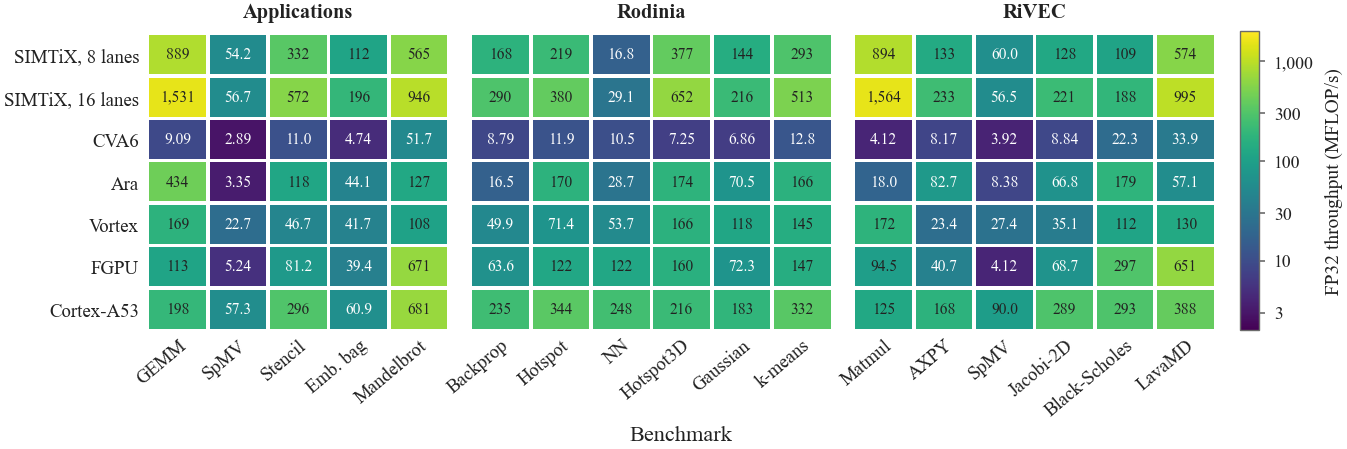 Applications Rodinia RiVEC
SIMTiX, 8 lanes 889 54.2 332 112 565 168 219 16.8 377 144 293 894 133 60.0 128 109 574
SIMTiX, 16 lanes 1,531 56.7 572 196 946 290 380 29.1 652 216 513 1,564 233 56.5 221 188 995
CVA6 9.09 2.89 11.0 4.74 51.7 8.79 11.9 10.5 7.25 6.86 12.8 4.12 8.17 3.92 8.84 22.3 33.9
Ara 434 3.35 118 44.1 127 16.5 170 28.7 174 70.5 166 18.0 82.7 8.38 66.8 179 57.1
Vortex 169 22.7 46.7 41.7 108 49.9 71.4 53.7 166 118 145 172 23.4 27.4 35.1 112 130
FGPU 113 5.24 81.2 39.4 671 63.6 122 122 160 72.3 147 94.5 40.7 4.12 68.7 297 651
Cortex-A53 198 57.3 296 60.9 681 235 344 248 216 183 332 125 168 90.0 289 293 388
GEMM SpMV Stencil Emb. bag Mandelbrot Backprop Hotspot NN Hotspot3D Gaussian k-means Matmul AXPY SpMV Jacobi-2D Black-Scholes LavaMD
Benchmark
1,000
300
100
30
10
3
FP32 throughput (MFLOP/s)